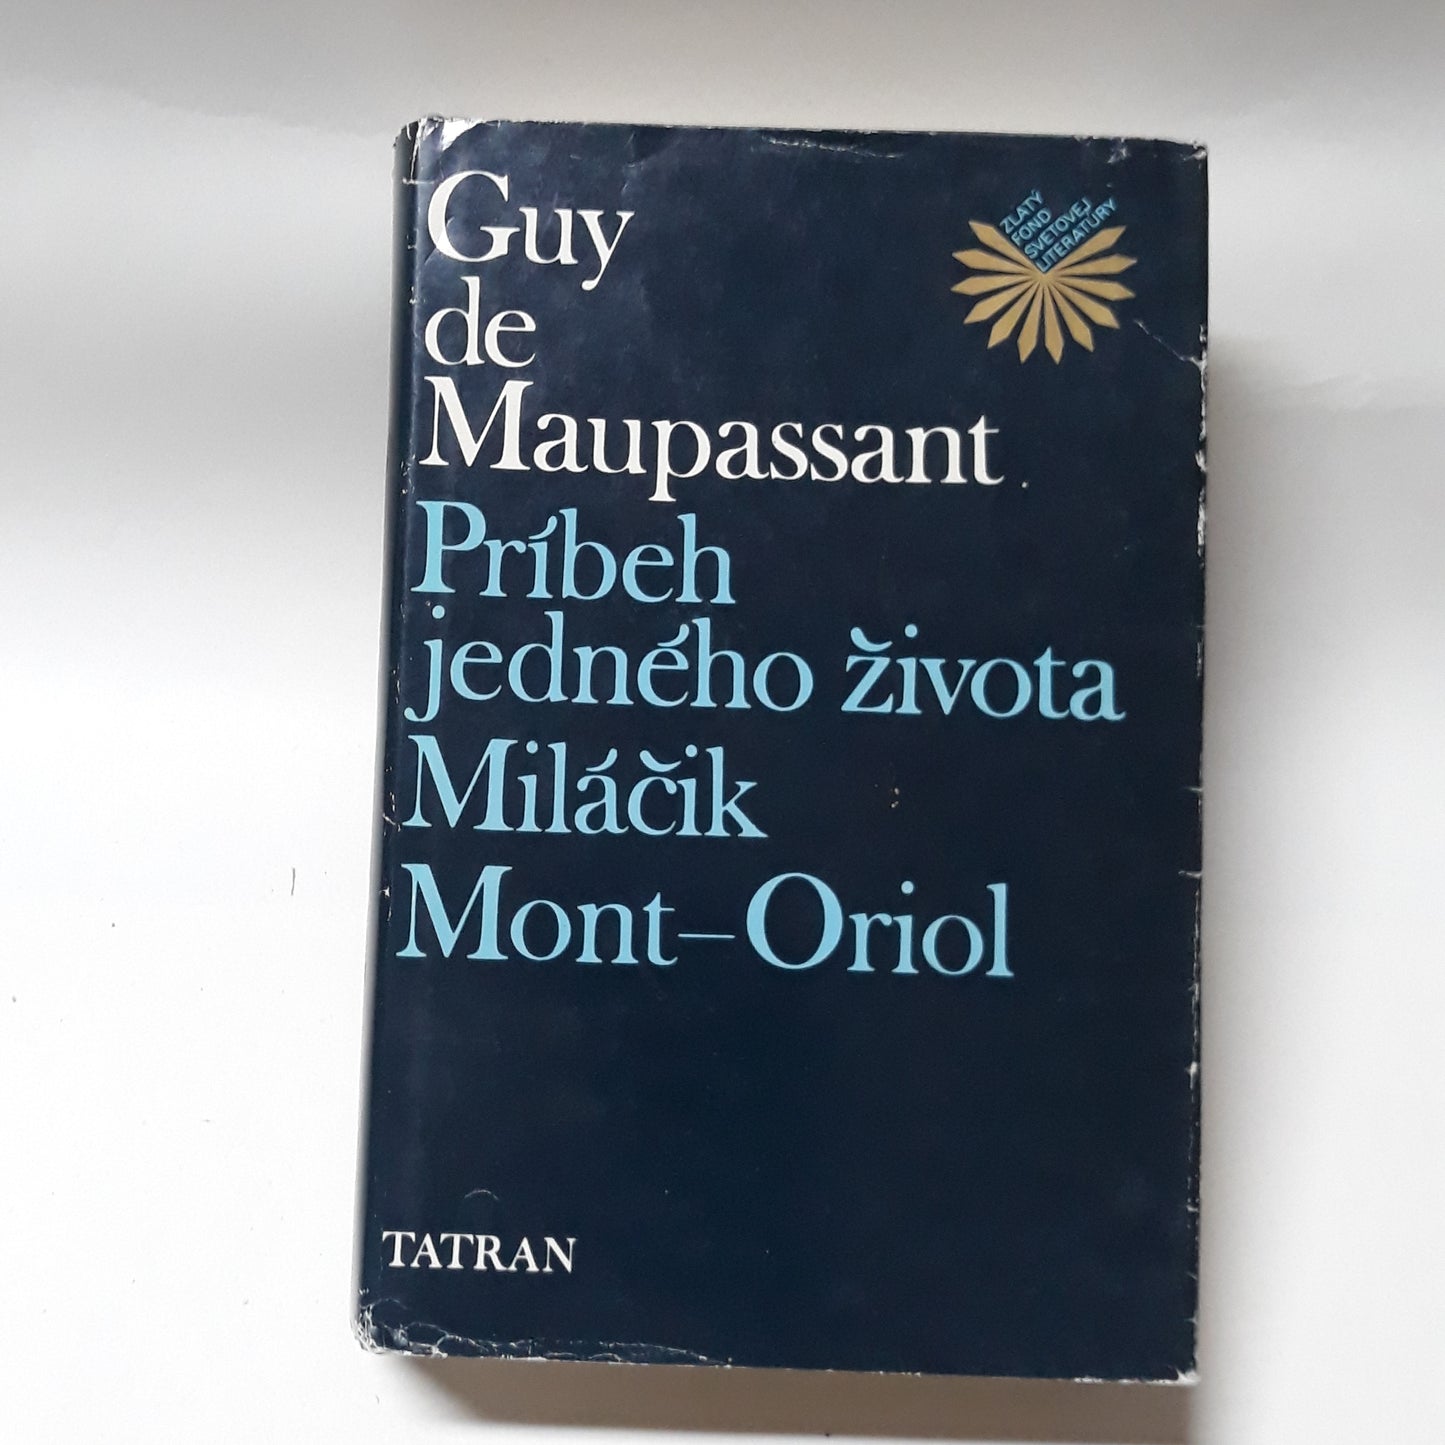 Guy
de
Maupassant
ZLATÝ
FOND
SVETOVEJ
LITERATÚRY
Príbeh
jedného života
Miláčik
Mont–Oriol
TATRAN